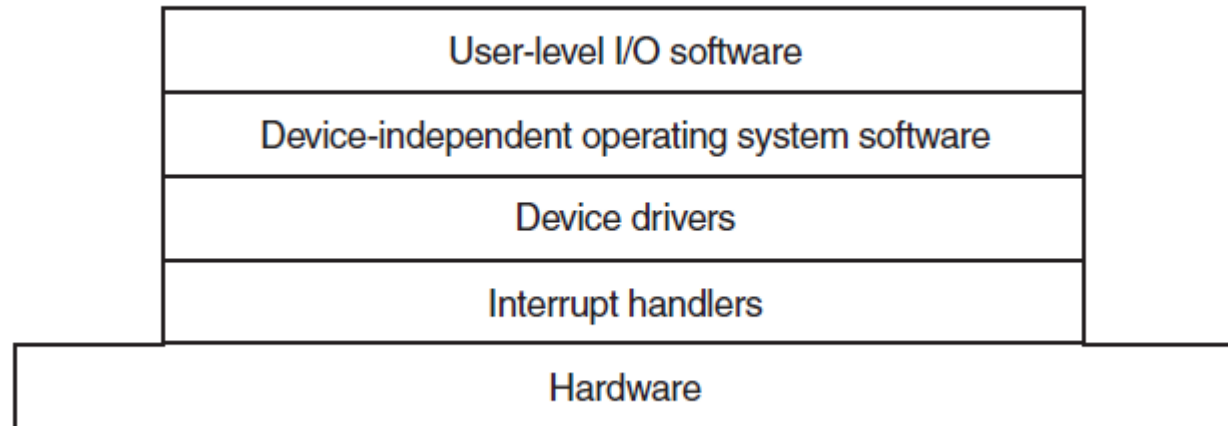 User-level I/O software
Device-independent operating system software
Device drivers
Interrupt handlers
Hardware